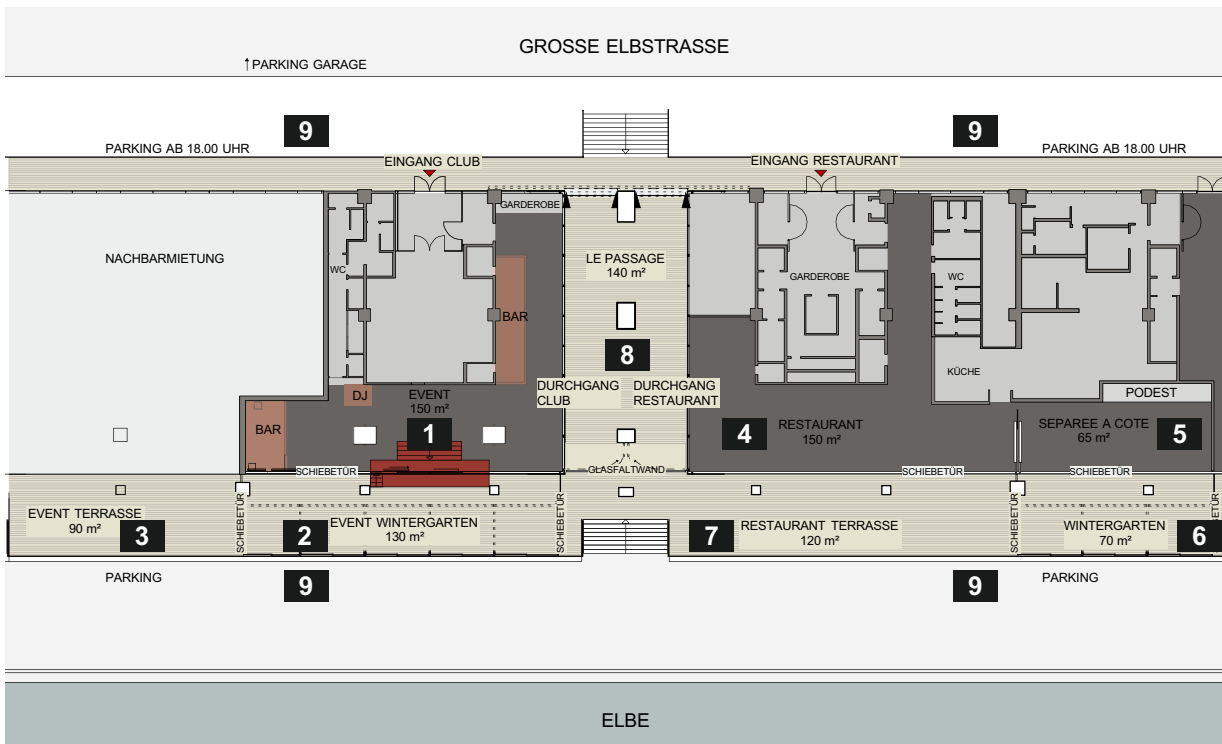 GROSSE ELBSTRASSE
↑ PARKING GARAGE
9
9
PARKING AB 18.00 UHR
PARKING AB 18.00 UHR
EINGANG CLUB
EINGANG RESTAURANT
GARDEROBE
NACHBARMIETUNG
LE PASSAGE
140 m²
WC
GARDEROBE
WC
BAR
8
KÜCHE
DURCHGANG
CLUB
DURCHGANG
RESTAURANT
DJ
EVENT
150 m²
PODEST
BAR
1
4
RESTAURANT
150 m²
SEPAREE A COTE
65 m²
5
SCHIEBETÜR
GLASFALTWAND
SCHIEBETÜR
SCHIEBETÜR
EVENT TERRASSE
90 m²
3
SCHIEBETÜR
2
EVENT WINTERGARTEN
130 m²
SCHIEBETÜR
7
RESTAURANT TERRASSE
120 m²
SCHIEBETÜR
WINTERGARTEN
70 m²
6
SCHIEBETÜR
PARKING
9
9
PARKING
ELBE